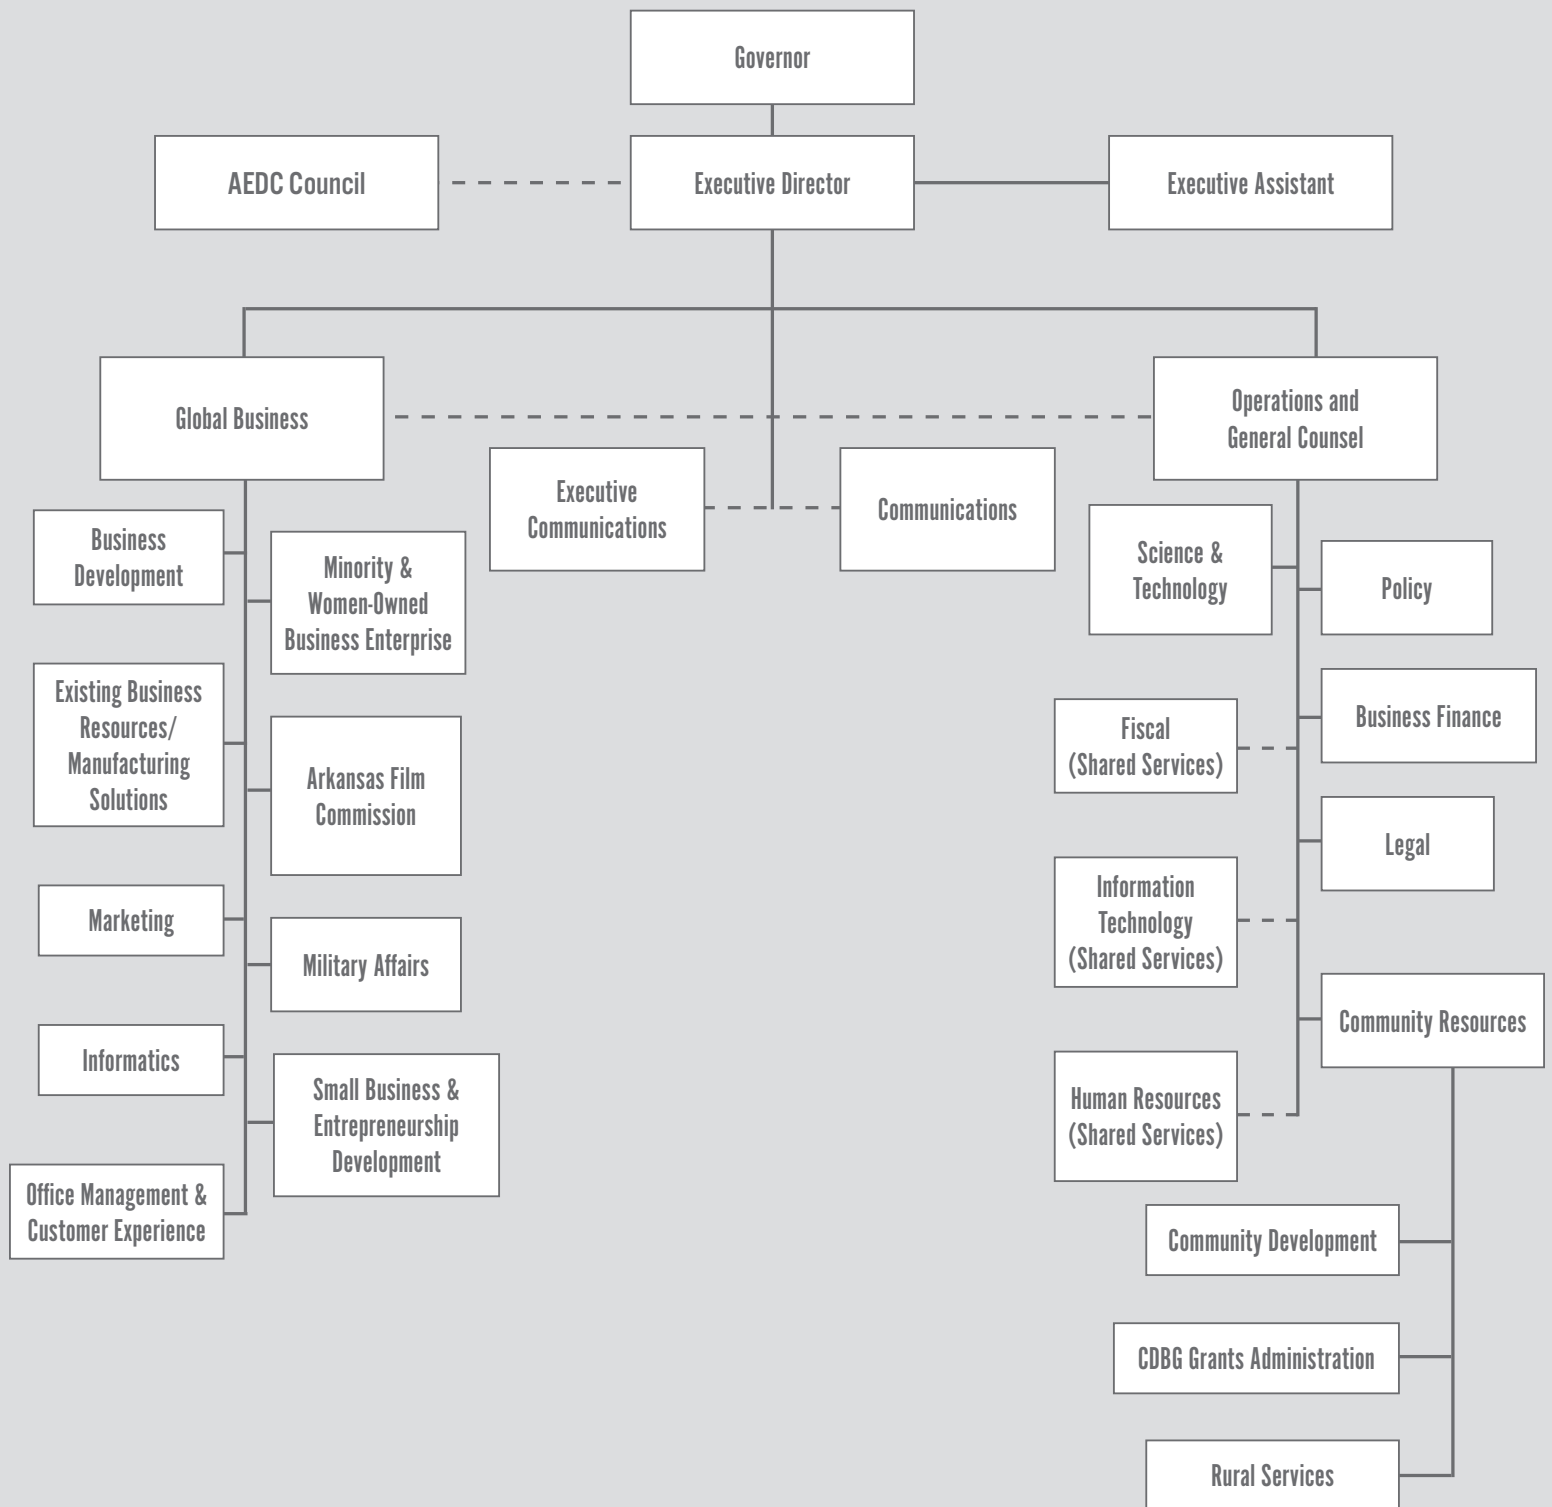 Governor
AEDC Council
Executive Director
Executive Assistant
Global Business
Operations and
General Counsel
Executive
Communications
Communications
Business
Development
Minority &
Women-Owned
Business Enterprise
Existing Business
Resources/
Manufacturing
Solutions
Arkansas Film
Commission
Marketing
Military Affairs
Informatics
Small Business &
Entrepreneurship
Development
Office Management &
Customer Experience
Science &
Technology
Policy
Business Finance
Fiscal
(Shared Services)
Legal
Information
Technology
(Shared Services)
Community Resources
Human Resources
(Shared Services)
Community Development
CDBG Grants Administration
Rural Services